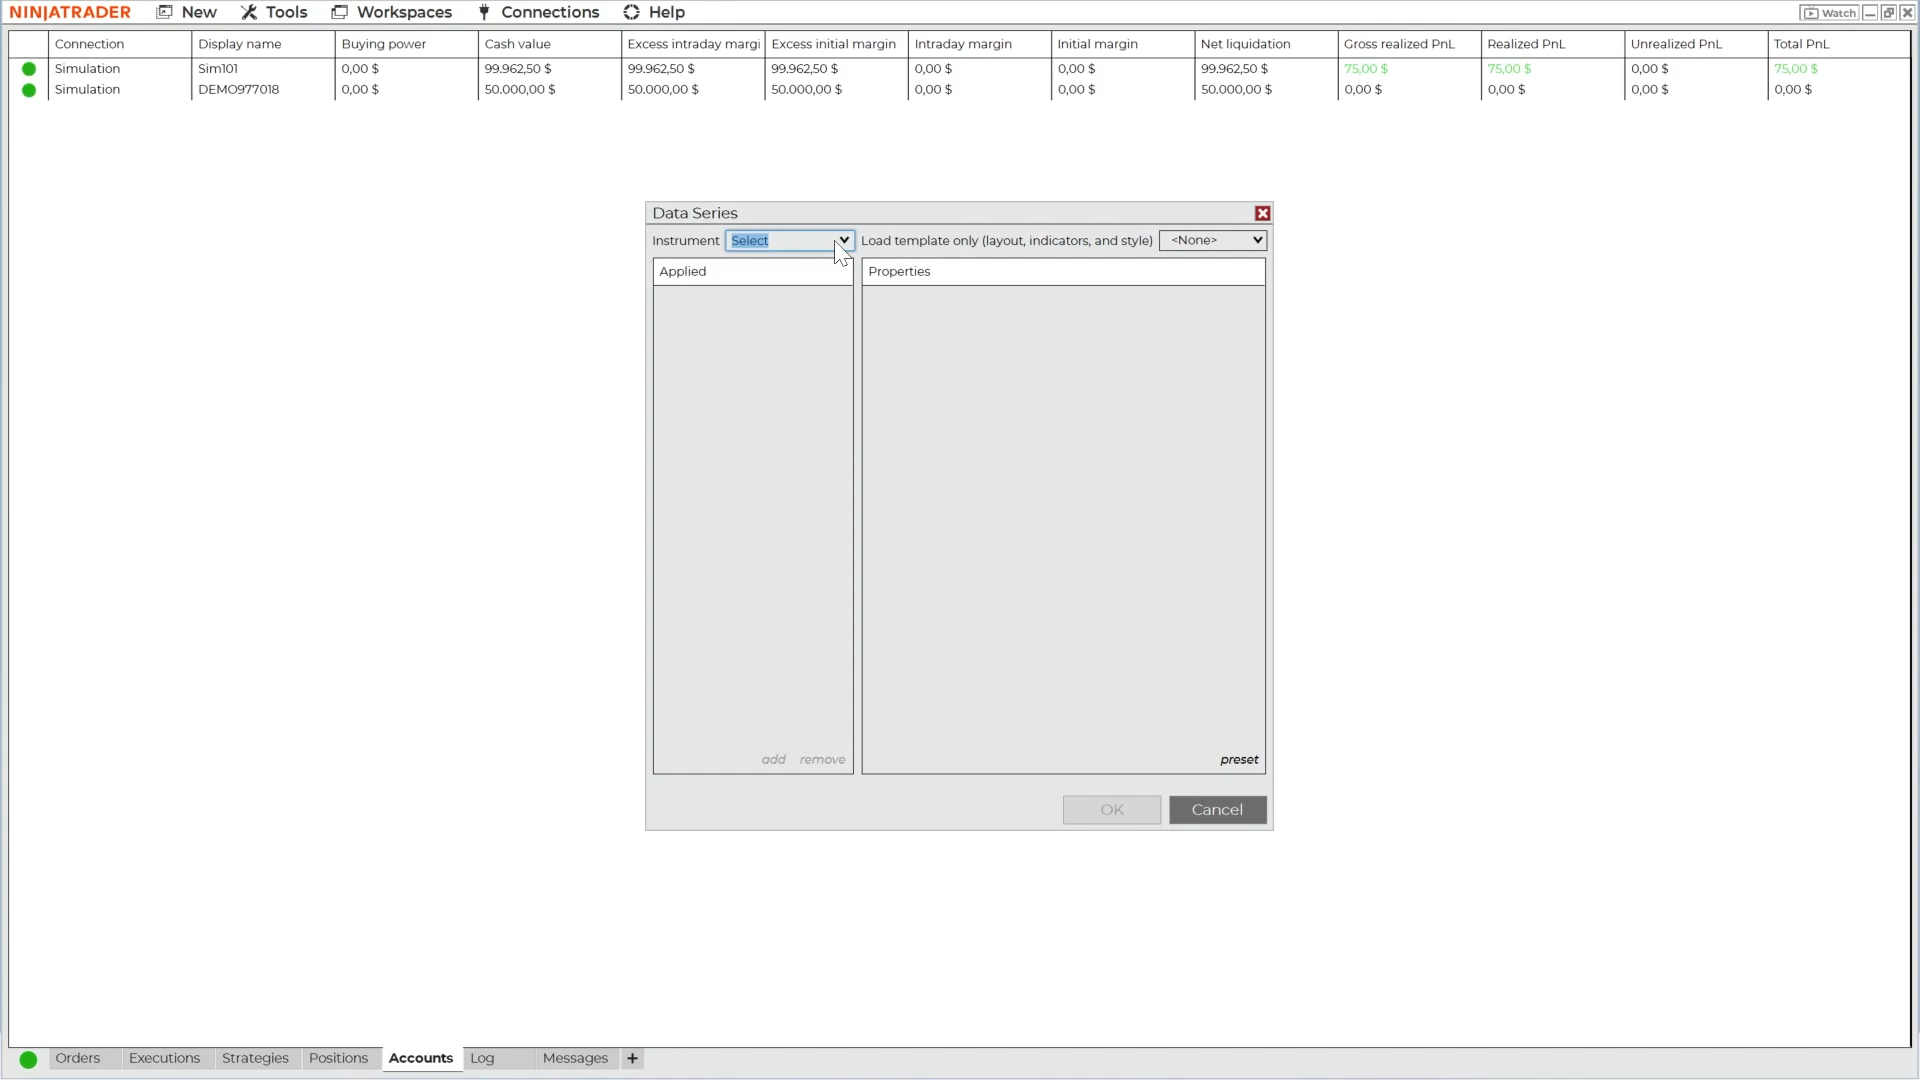 NINJATRADER New Tools Workspaces Connections Help Watch
Connection Display name Buying power Cash value Excess intraday margi Excess initial margin Intraday margin Initial margin Net liquidation Gross realized PnL Realized PnL Unrealized PnL Total PnL
Simulation Sim101 0,00 $ 99.962,50 $ 99.962,50 $ 99.962,50 $ 0,00 $ 0,00 $ 99.962,50 $ 75,00 $ 75,00 $ 0,00 $ 75,00 $
Simulation DEMO977018 0,00 $ 50.000,00 $ 50.000,00 $ 50.000,00 $ 0,00 $ 0,00 $ 50.000,00 $ 0,00 $ 0,00 $ 0,00 $ 0,00 $
Data Series
Instrument Select Load template only (layout, indicators, and style) <None>
Applied Properties
add remove preset
OK Cancel
Orders Executions Strategies Positions Accounts Log Messages +